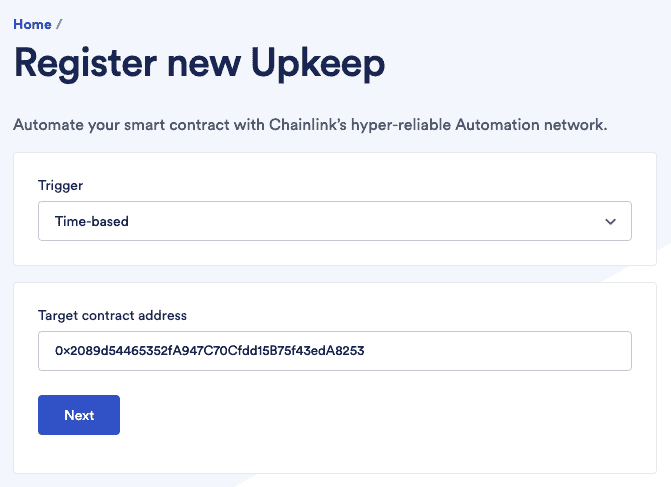 Home /
Register new Upkeep
Automate your smart contract with Chainlink's hyper-reliable Automation network.
Trigger
Time-based
Target contract address
0x2089d54465352fA947C70Cfdd15B75f43edA8253
Next